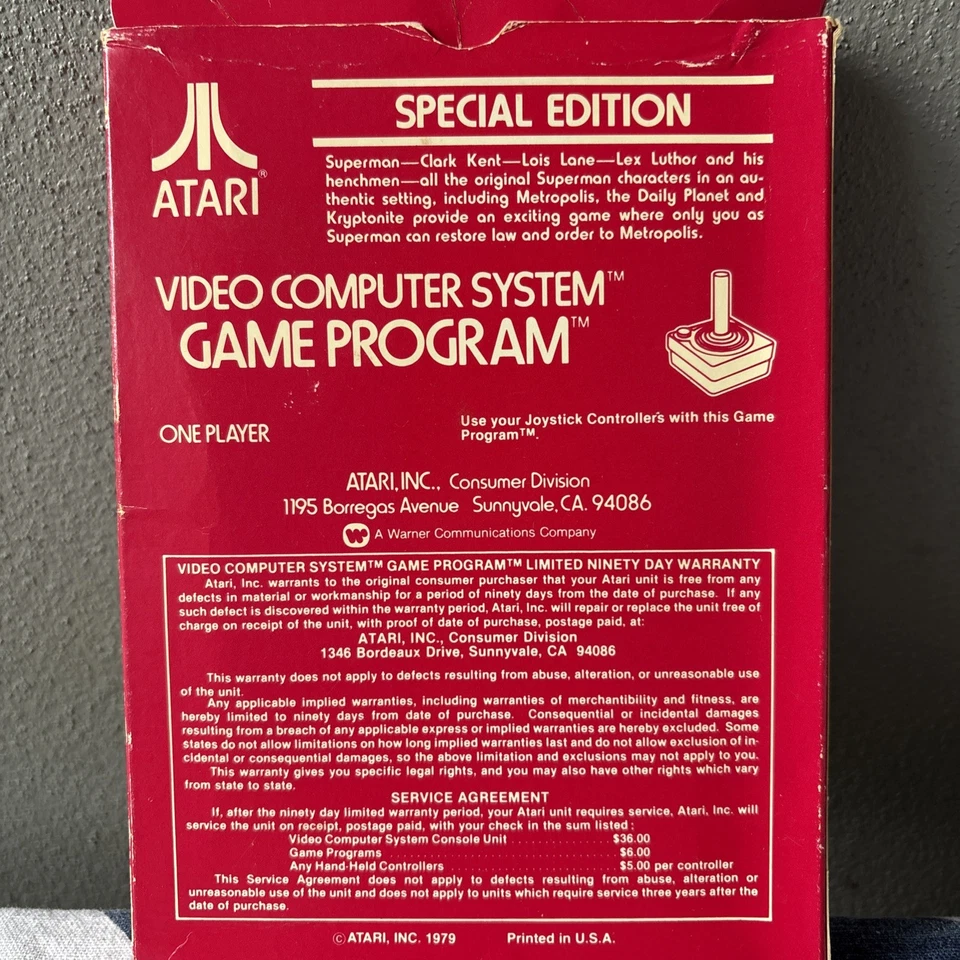 SPECIAL EDITION
ATARI®
Superman—Clark Kent—Lois Lane—Lex Luthor and his
henchmen—all the original Superman characters in an au-
thentic setting, including Metropolis, the Daily Planet and
Kryptonite provide an exciting game where only you as
Superman can restore law and order to Metropolis.
VIDEO COMPUTER SYSTEM™
GAME PROGRAM™
ONE PLAYER
Use your Joystick Controllers with this Game
Program™.
ATARI, INC., Consumer Division
1195 Borregas Avenue Sunnyvale, CA. 94086
A Warner Communications Company
VIDEO COMPUTER SYSTEM™ GAME PROGRAM™ LIMITED NINETY DAY WARRANTY
Atari, Inc. warrants to the original consumer purchaser that your Atari unit is free from any
defects in material or workmanship for a period of ninety days from the date of purchase. If any
such defect is discovered within the warranty period, Atari, Inc. will repair or replace the unit free of
charge on receipt of the unit, with proof of date of purchase, postage paid, at:
ATARI, INC., Consumer Division
1346 Bordeaux Drive, Sunnyvale, CA 94086
This warranty does not apply to defects resulting from abuse, alteration, or unreasonable use
of the unit.
Any applicable implied warranties, including warranties of merchantibility and fitness, are
hereby limited to ninety days from date of purchase. Consequential or incidental damages
resulting from a breach of any applicable express or implied warranties are hereby excluded. Some
states do not allow limitations on how long implied warranties last and do not allow exclusion of in-
cidental or consequential damages, so the above limitation and exclusions may not apply to you.
This warranty gives you specific legal rights, and you may also have other rights which vary
from state to state.
SERVICE AGREEMENT
If, after the ninety day limited warranty period, your Atari unit requires service, Atari, Inc. will
service the unit on receipt, postage paid, with your check in the sum listed:
Video Computer System Console Unit ............ $36.00
Game Programs ............ $6.00
Any Hand-Held Controllers ............ $5.00 per controller
This Service Agreement does not apply to defects resulting from abuse, alteration or
unreasonable use of the unit and does not apply to units which require service three years after the
date of purchase.
© ATARI, INC. 1979 Printed in U.S.A.